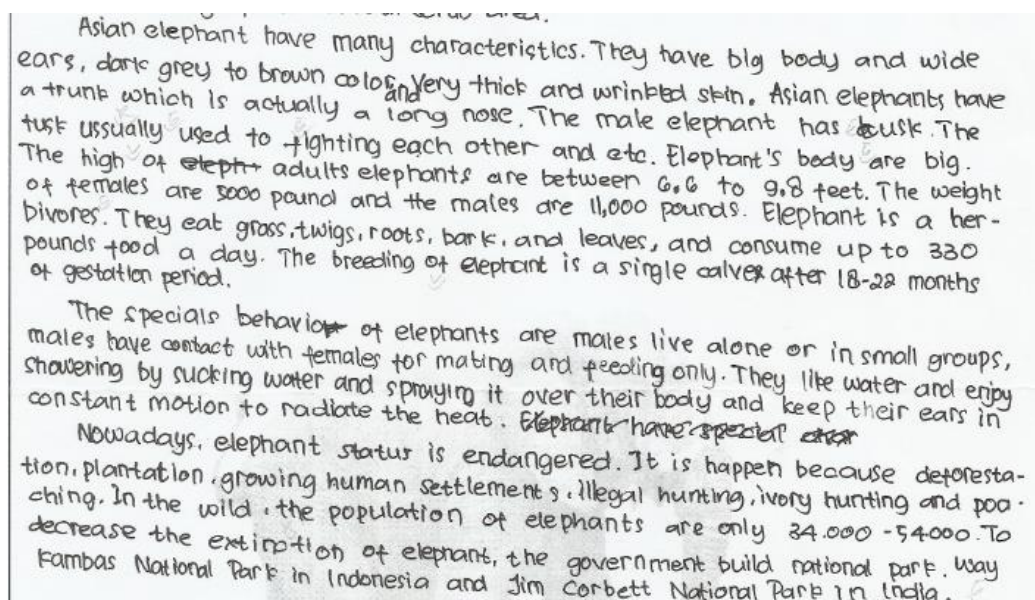 Asian elephant have many characteristics. They have big body and wide
ears, dark grey to brown color, and very thick and wrinkled skin. Asian elephants have
a trunk which is actually a long nose. The male elephant has tusk. The
tusk ussually used to fighting each other and etc. Elephant's body are big.
The high of adults elephants are between 6.6 to 9.8 feet. The weight
of females are 5000 pound and the males are 11,000 pounds. Elephant is a her-
bivores. They eat grass, twigs, roots, bark, and leaves, and consume up to 330
pounds food a day. The breeding of elephant is a single calves after 18-22 months
of gestation period.
The specials behavior of elephants are males live alone or in small groups,
males have contact with females for mating and feeding only. They like water and enjoy
showering by sucking water and spraying it over their body and keep their ears in
constant motion to radiate the heat. Elephant have special
Nowadays, elephant status is endangered. It is happen because deforesta-
tion, plantation, growing human settlements, illegal hunting, ivory hunting and poo-
ching. In the wild, the population of elephants are only 34.000 - 54000. To
decrease the extinction of elephant, the government build national park. Way
Kambas National Park in Indonesia and Jim Corbett National Park in India.